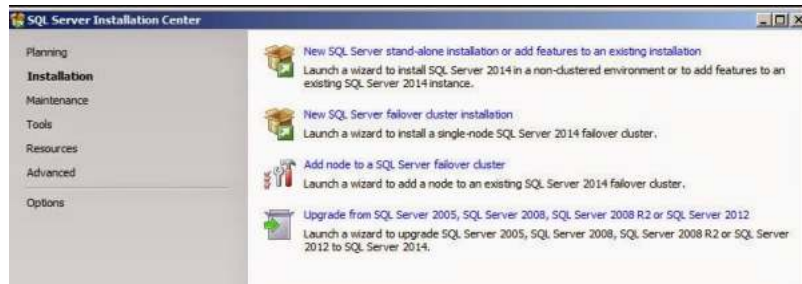 SQL Server Installation Center
Planning
Installation
Maintenance
Tools
Resources
Advanced
Options
New SQL Server stand-alone installation or add features to an existing installation
Launch a wizard to install SQL Server 2014 in a non-clustered environment or to add features to an
existing SQL Server 2014 instance.
New SQL Server failover cluster installation
Launch a wizard to install a single-node SQL Server 2014 failover cluster.
Add node to a SQL Server failover cluster
Launch a wizard to add a node to an existing SQL Server 2014 failover cluster.
Upgrade from SQL Server 2005, SQL Server 2008, SQL Server 2008 R2 or SQL Server 2012
Launch a wizard to upgrade SQL Server 2005, SQL Server 2008, SQL Server 2008 R2 or SQL Server
2012 to SQL Server 2014.